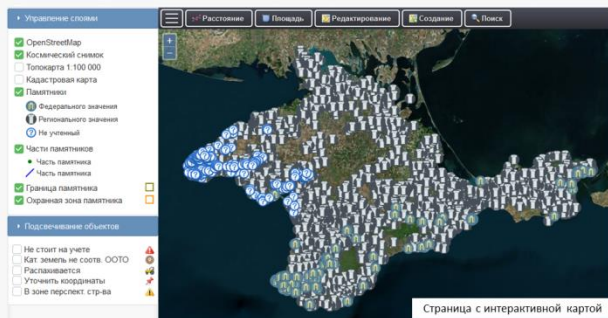 Управление слоями
OpenStreetMap
Космический снимок
Топокарта 1:100 000
Кадастровая карта
Памятники
Федерального значения
Регионального значения
Не учтенный
Части памятников
Часть памятника
Часть памятника
Граница памятника
Охранная зона памятника
Подсвечивание объектов
Не стоит на учете
Кат. земель не соотв. ООТО
Распахивается
Уточнить координаты
В зоне перспект. стр-ва
Расстояние Площадь Редактирование Создание Поиск
Страница с интерактивной картой